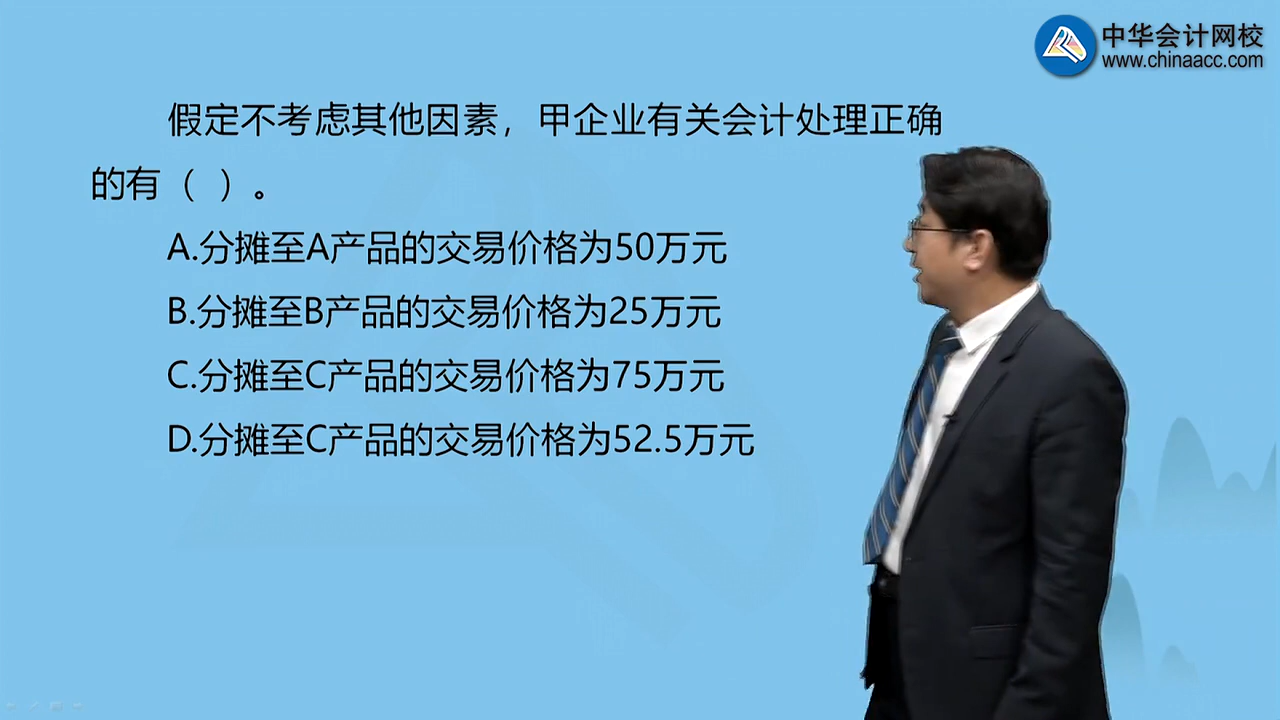 中华会计网校
www.chinaacc.com
假定不考虑其他因素，甲企业有关会计处理正确
的有（ ）。
A.分摊至A产品的交易价格为50万元
B.分摊至B产品的交易价格为25万元
C.分摊至C产品的交易价格为75万元
D.分摊至C产品的交易价格为52.5万元